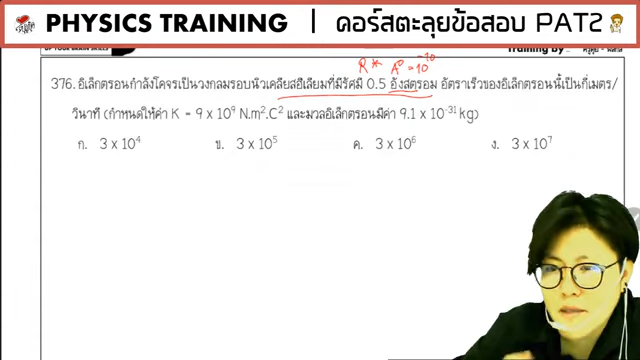 PHYSICS TRAINING | คอร์สตะลุยข้อสอบ PAT2
UP YOUR BRAIN SKILLS
Training by..
R* A° = 10⁻¹⁰
376. อิเล็กตรอนกำลังโคจรเป็นวงกลมรอบนิวเคลียสฮีเลียมที่มีรัศมี 0.5 อังสตรอม อัตราเร็วของอิเล็กตรอนนี้เป็นกี่เมตร/
วินาที (กำหนดให้ค่า K = 9 x 10⁹ N.m².C² และมวลอิเล็กตรอนมีค่า 9.1 x 10⁻³¹ kg)
ก. 3 x 10⁴ ข. 3 x 10⁵ ค. 3 x 10⁶ ง. 3 x 10⁷